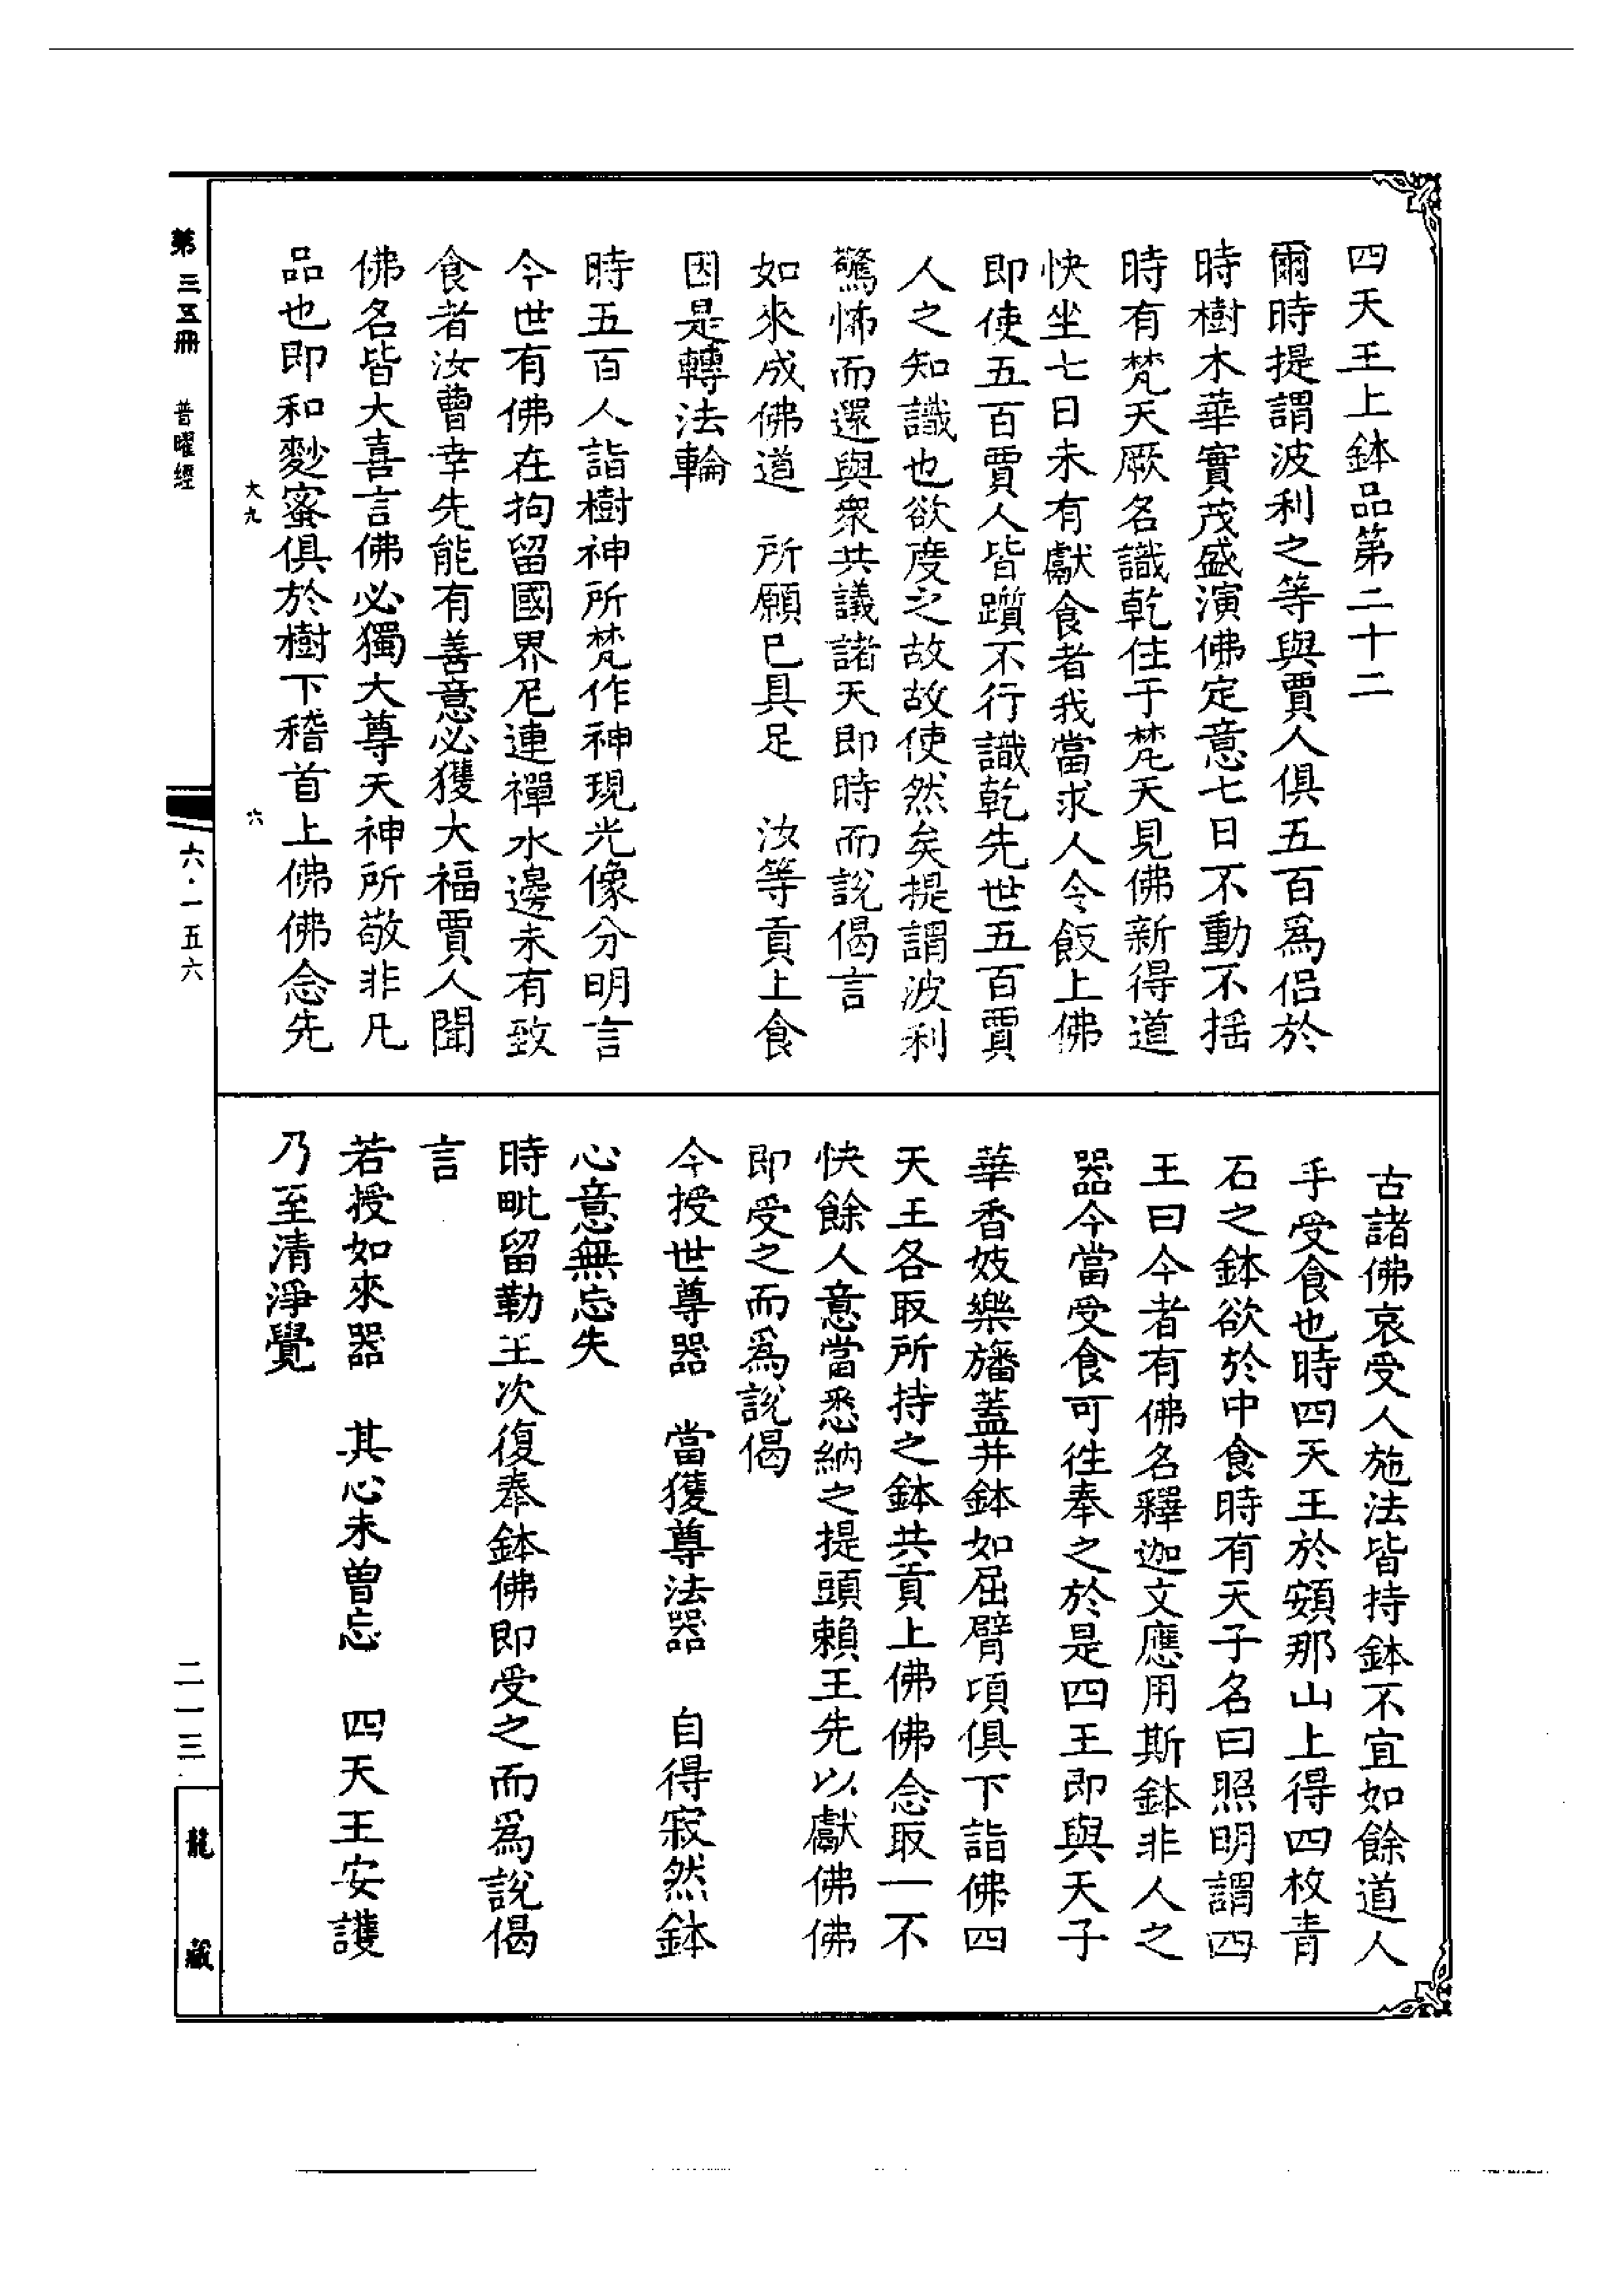 四天王上鉢品第二十二
爾時提謂波利之等與賈人俱五百為侶於
時樹木華實茂盛演佛定意七日不動不搖
時有梵天厥名識乾住于梵天見佛新得道
快坐七日未有獻食者我當求人令飯上佛
即使五百賈人皆躓不行識乾先世五百賈
人之知識也欲度之故故使然矣提謂波利
驚怖而還與眾共議諸天即時而說偈言
如來成佛道　所願已具足　汝等貢上食
因是轉法輪
時五百人詣樹神所梵作神現光像分明言
今世有佛在拘留國界尼連禪水邊未有致
食者汝曹幸先能有善意必獲大福賈人聞
佛名皆大喜言佛必獨大尊天神所敬非凡
品也即和麨蜜俱於樹下稽首上佛佛念先
古諸佛哀受人施法皆持鉢不宜如餘道人
手受食也時四天王於頞那山上得四枚青
石之鉢欲於中食時有天子名曰照明謂四
王曰今者有佛名釋迦文應用斯鉢非人之
器今當受食可往奉之於是四王即與天子
華香妓樂旛蓋并鉢如屈臂頃俱下詣佛四
天王各取所持之鉢共貢上佛佛念取一不
快餘人意當悉納之提頭賴王先以獻佛佛
即受之而為說偈
今授世尊器　當獲尊法器　自得寂然鉢
心意無忘失
時毗留勒王次復奉鉢佛即受之而為說偈
言
若授如來器　其心未曾忘　四天王安護
乃至清淨覺
第三五冊　普曜經
大九
六
六·一五六
二一三
龍藏